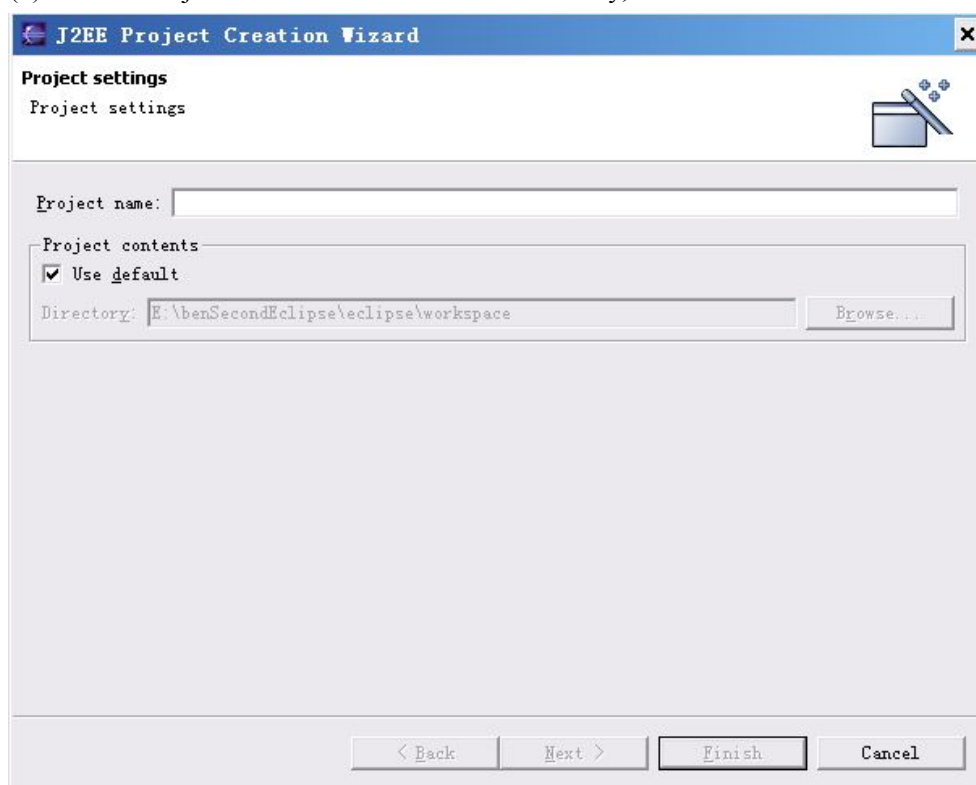 J2EE Project Creation Wizard
Project settings
Project settings
Project name:
Project contents
Use default
Directory: E:\benSecondEclipse\eclipse\workspace Browse...
< Back Next > Finish Cancel